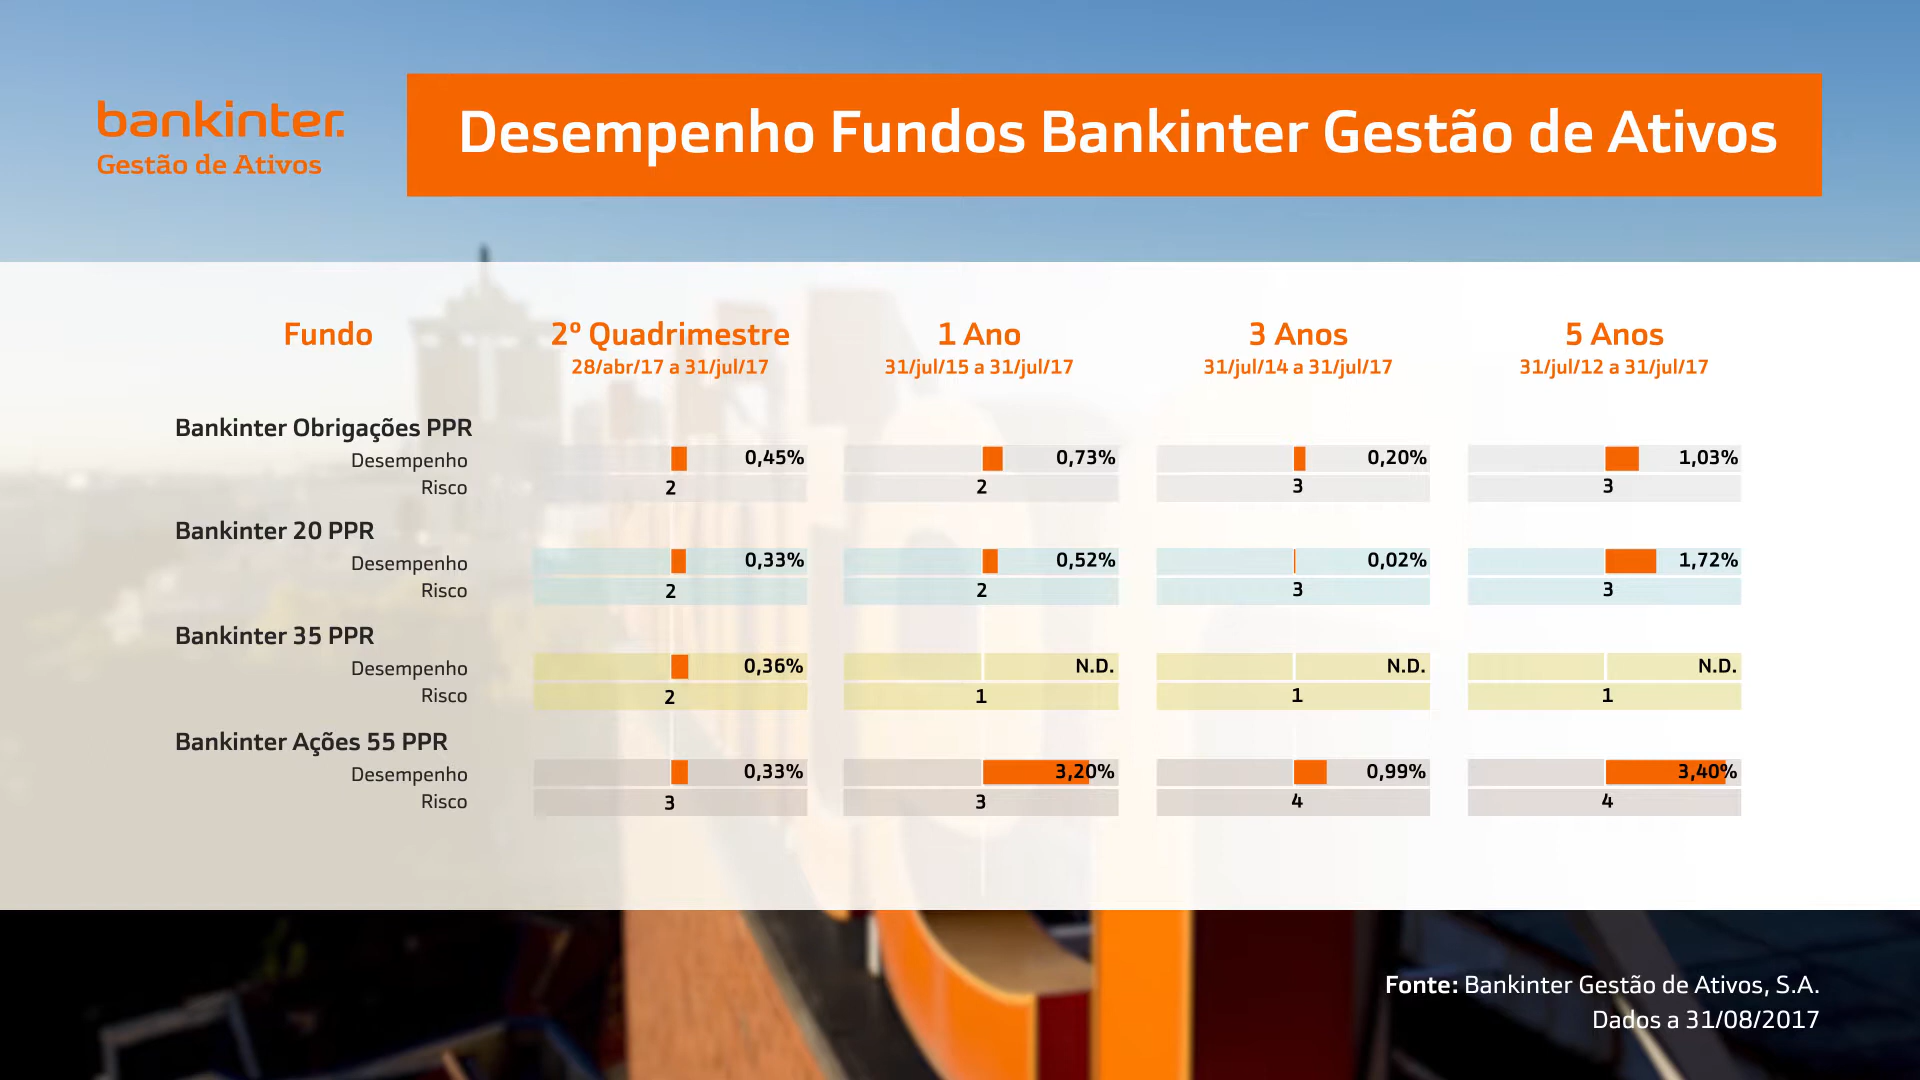 bankinter.
Gestão de Ativos
Desempenho Fundos Bankinter Gestão de Ativos
Fundo 2º Quadrimestre 1 Ano 3 Anos 5 Anos
28/abr/17 a 31/jul/17 31/jul/15 a 31/jul/17 31/jul/14 a 31/jul/17 31/jul/12 a 31/jul/17
Bankinter Obrigações PPR
Desempenho 0,45% 0,73% 0,20% 1,03%
Risco 2 2 3 3
Bankinter 20 PPR
Desempenho 0,33% 0,52% 0,02% 1,72%
Risco 2 2 3 3
Bankinter 35 PPR
Desempenho 0,36% N.D. N.D. N.D.
Risco 2 1 1 1
Bankinter Ações 55 PPR
Desempenho 0,33% 3,20% 0,99% 3,40%
Risco 3 3 4 4
Fonte: Bankinter Gestão de Ativos, S.A.
Dados a 31/08/2017